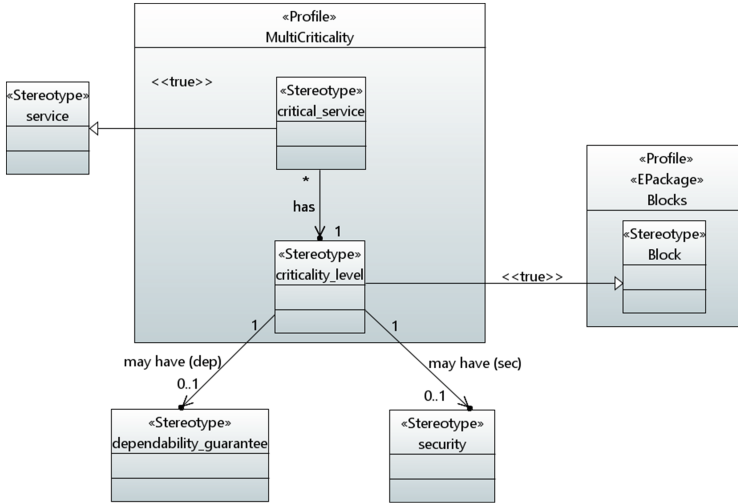 «Profile»
MultiCriticality
<<true>>
«Stereotype»
service
«Stereotype»
critical_service
*
has
1
«Profile»
«EPackage»
Blocks
«Stereotype»
Block
«Stereotype»
criticality_level
<<true>>
1
1
may have (dep)
may have (sec)
0..1
0..1
«Stereotype»
dependability_guarantee
«Stereotype»
security